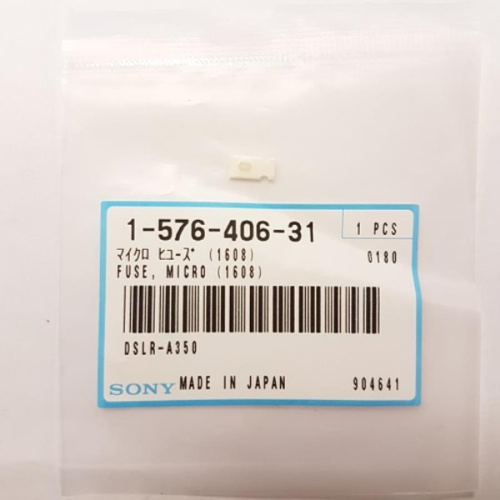 1-576-406-31 1 PCS
マイクロ ヒューズ (1608) 0180
FUSE, MICRO (1608)
DSLR-A350
SONY MADE IN JAPAN 904641